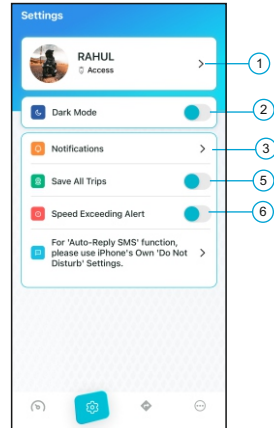 Settings
RAHUL
Access
1
Dark Mode
2
Notifications
3
Save All Trips
5
Speed Exceeding Alert
6
For 'Auto-Reply SMS' function,
please use iPhone's Own 'Do Not
Disturb' Settings.